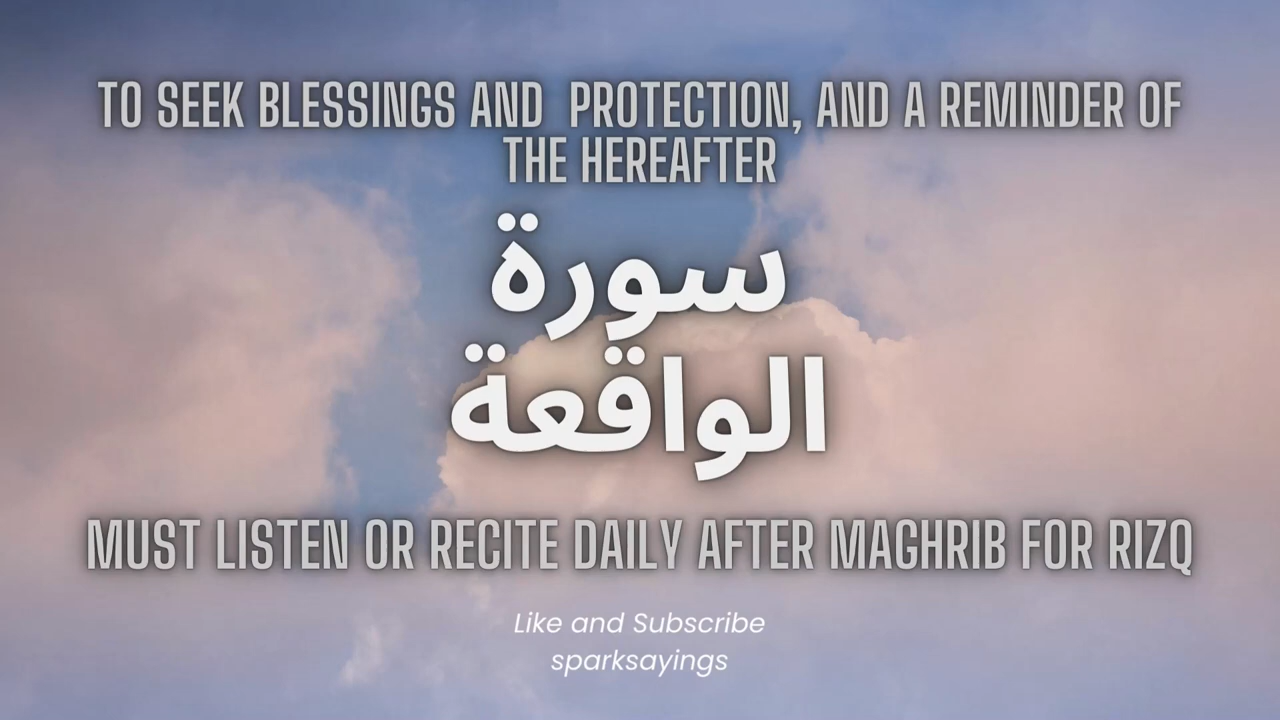 TO SEEK BLESSINGS AND  PROTECTION, AND A REMINDER OF
THE HEREAFTER
سورة
الواقعة
MUST LISTEN OR RECITE DAILY AFTER MAGHRIB FOR RIZQ
Like and Subscribe
sparksayings